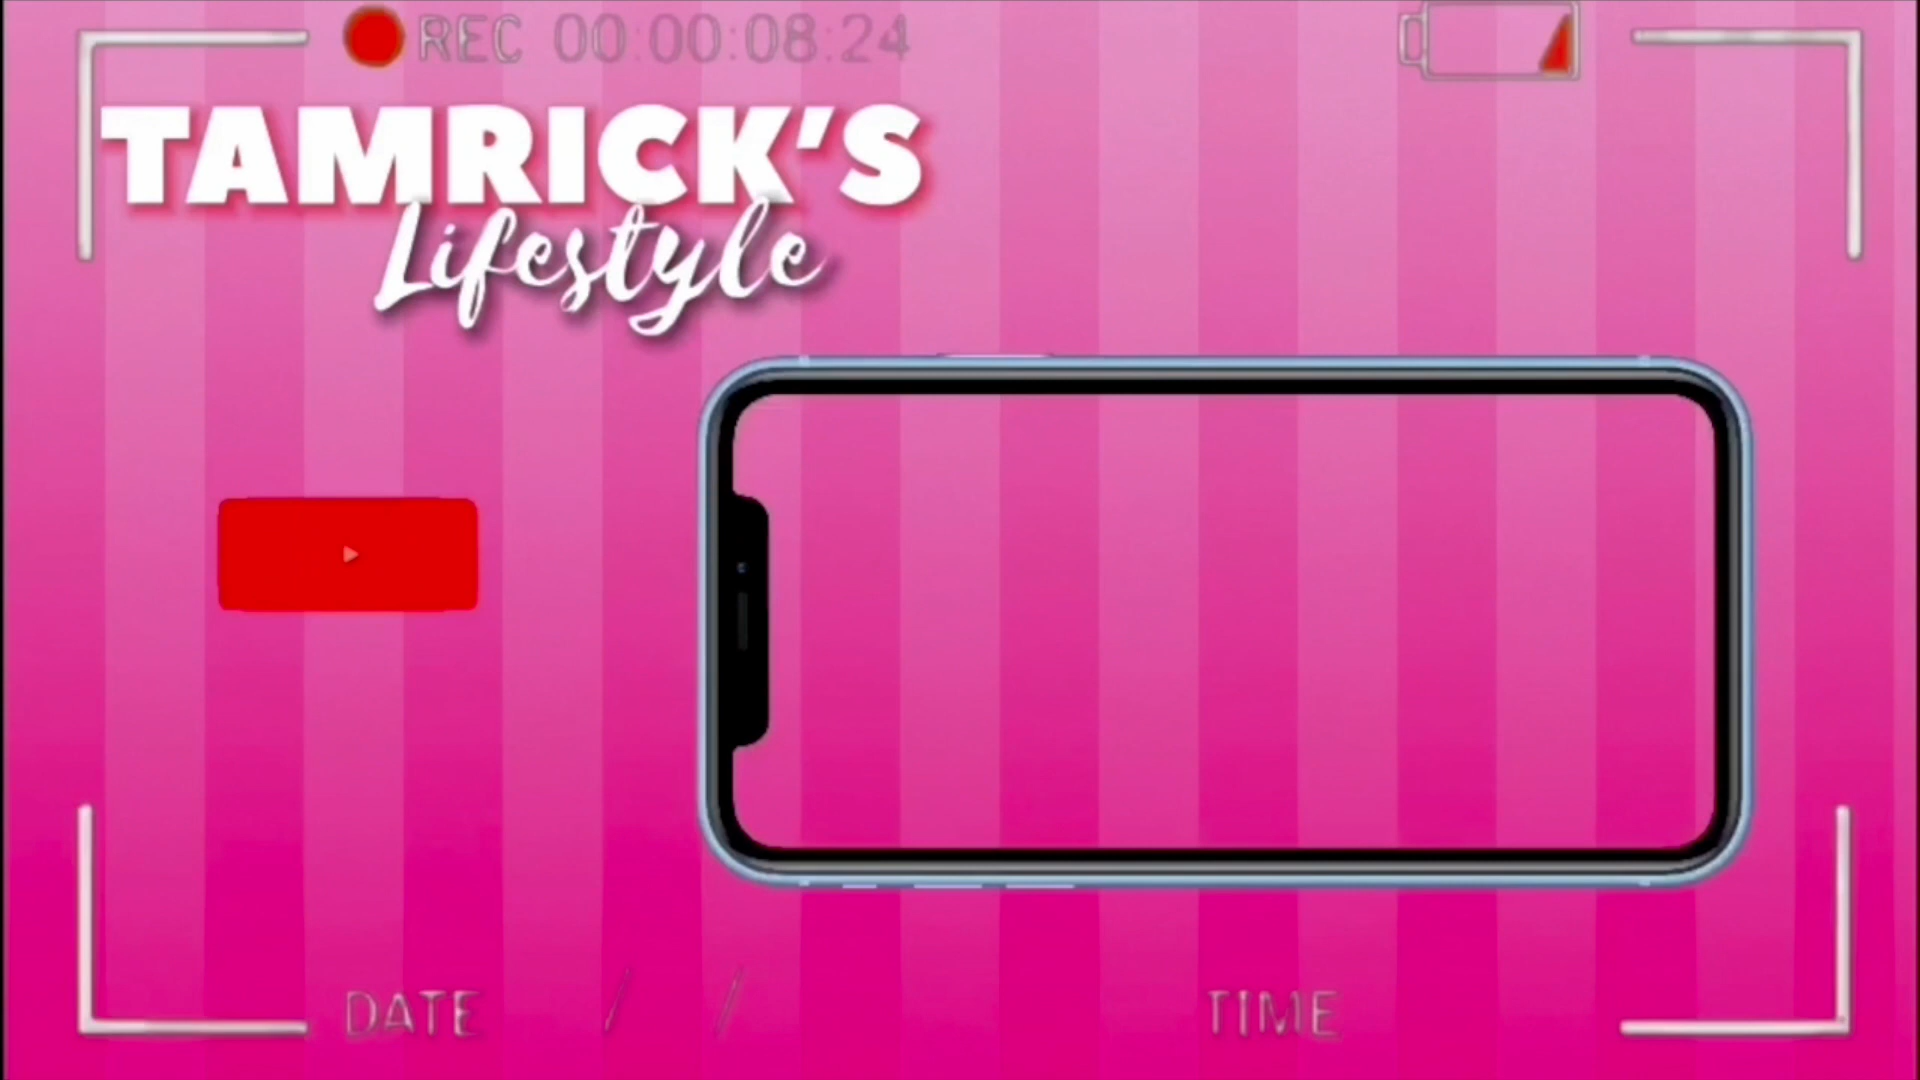 REC 00:00:08:24
TAMRICK'S
Lifestyle
DATE / /
TIME